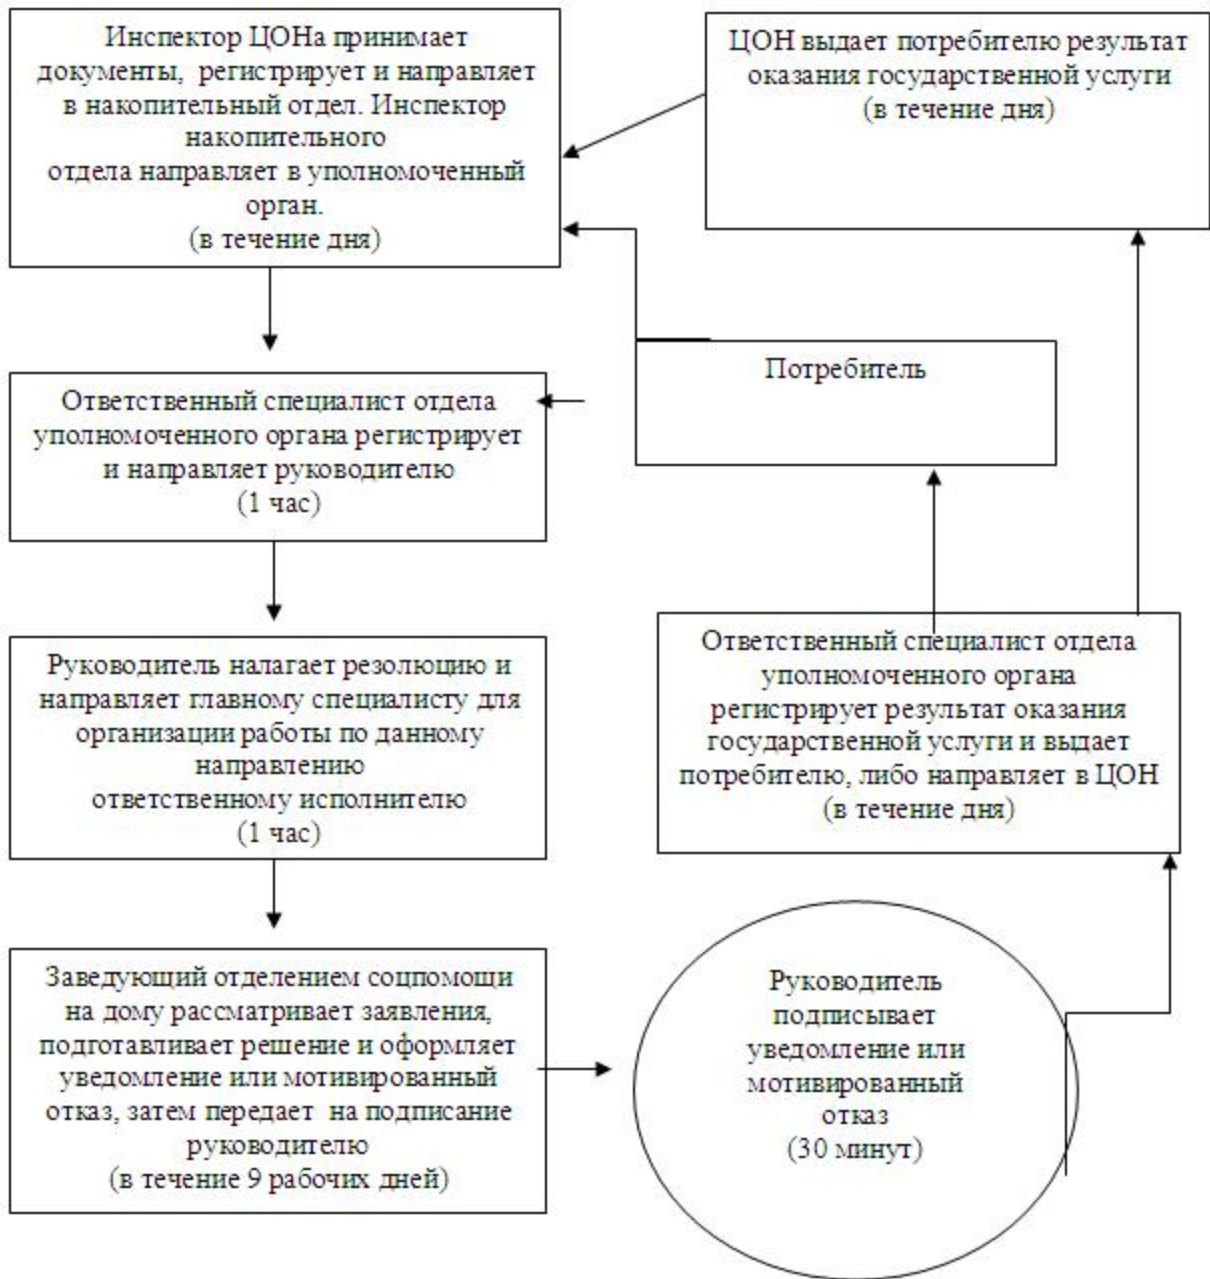 Инспектор ЦОНа принимает
документы, регистрирует и направляет
в накопительный отдел. Инспектор
накопительного
отдела направляет в уполномоченный
орган.
(в течение дня)
ЦОН выдает потребителю результат
оказания государственной услуги
(в течение дня)
Потребитель
Ответственный специалист отдела
уполномоченного органа регистрирует
и направляет руководителю
(1 час)
Руководитель налагает резолюцию и
направляет главному специалисту для
организации работы по данному
направлению
ответственному исполнителю
(1 час)
Ответственный специалист отдела
уполномоченного органа
регистрирует результат оказания
государственной услуги и выдает
потребителю, либо направляет в ЦОН
(в течение дня)
Заведующий отделением соцпомощи
на дому рассматривает заявления,
подготавливает решение и оформляет
уведомление или мотивированный
отказ, затем передает на подписание
руководителю
(в течение 9 рабочих дней)
Руководитель
подписывает
уведомление или
мотивированный
отказ
(30 минут)